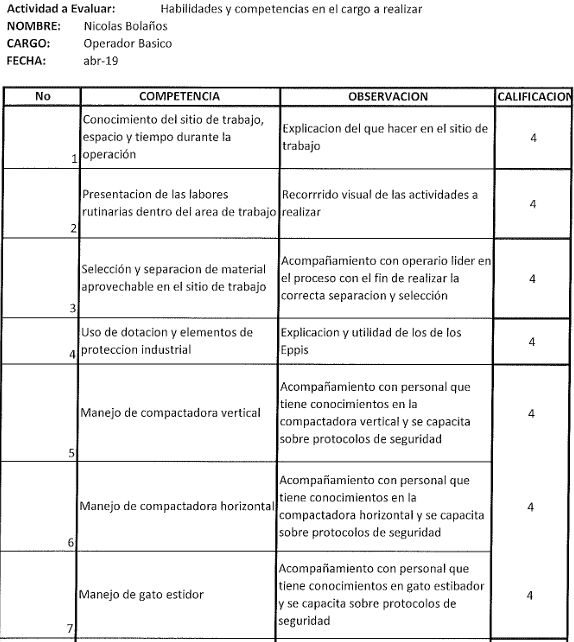 Actividad a Evaluar: Habilidades y competencias en el cargo a realizar
NOMBRE: Nicolas Bolaños
CARGO: Operador Basico
FECHA: abr-19
No COMPETENCIA OBSERVACION CALIFICACION
Conocimiento del sitio de trabajo,
espacio y tiempo durante la
operación
1
Explicacion del que hacer en el sitio de
trabajo
4
Presentacion de las labores
rutinarias dentro del area de trabajo
2
Recorrrido visual de las actividades a
realizar
4
Selección y separacion de material
aprovechable en el sitio de trabajo
3
Acompañamiento con operario lider en
el proceso con el fin de realizar la
correcta separacion y selección
4
Uso de dotacion y elementos de
proteccion industrial
4
Explicacion y utilidad de los de los
Eppis
4
Manejo de compactadora vertical
5
Acompañamiento con personal que
tiene conocimientos en la
compactadora vertical y se capacita
sobre protocolos de seguridad
4
Manejo de compactadora horizontal
6
Acompañamiento con personal que
tiene conocimientos en la
compactadora horizontal y se capacita
sobre protocolos de seguridad
4
Manejo de gato estidor
7
Acompañamiento con personal que
tiene conocimientos en gato estibador
y se capacita sobre protocolos de
seguridad
4